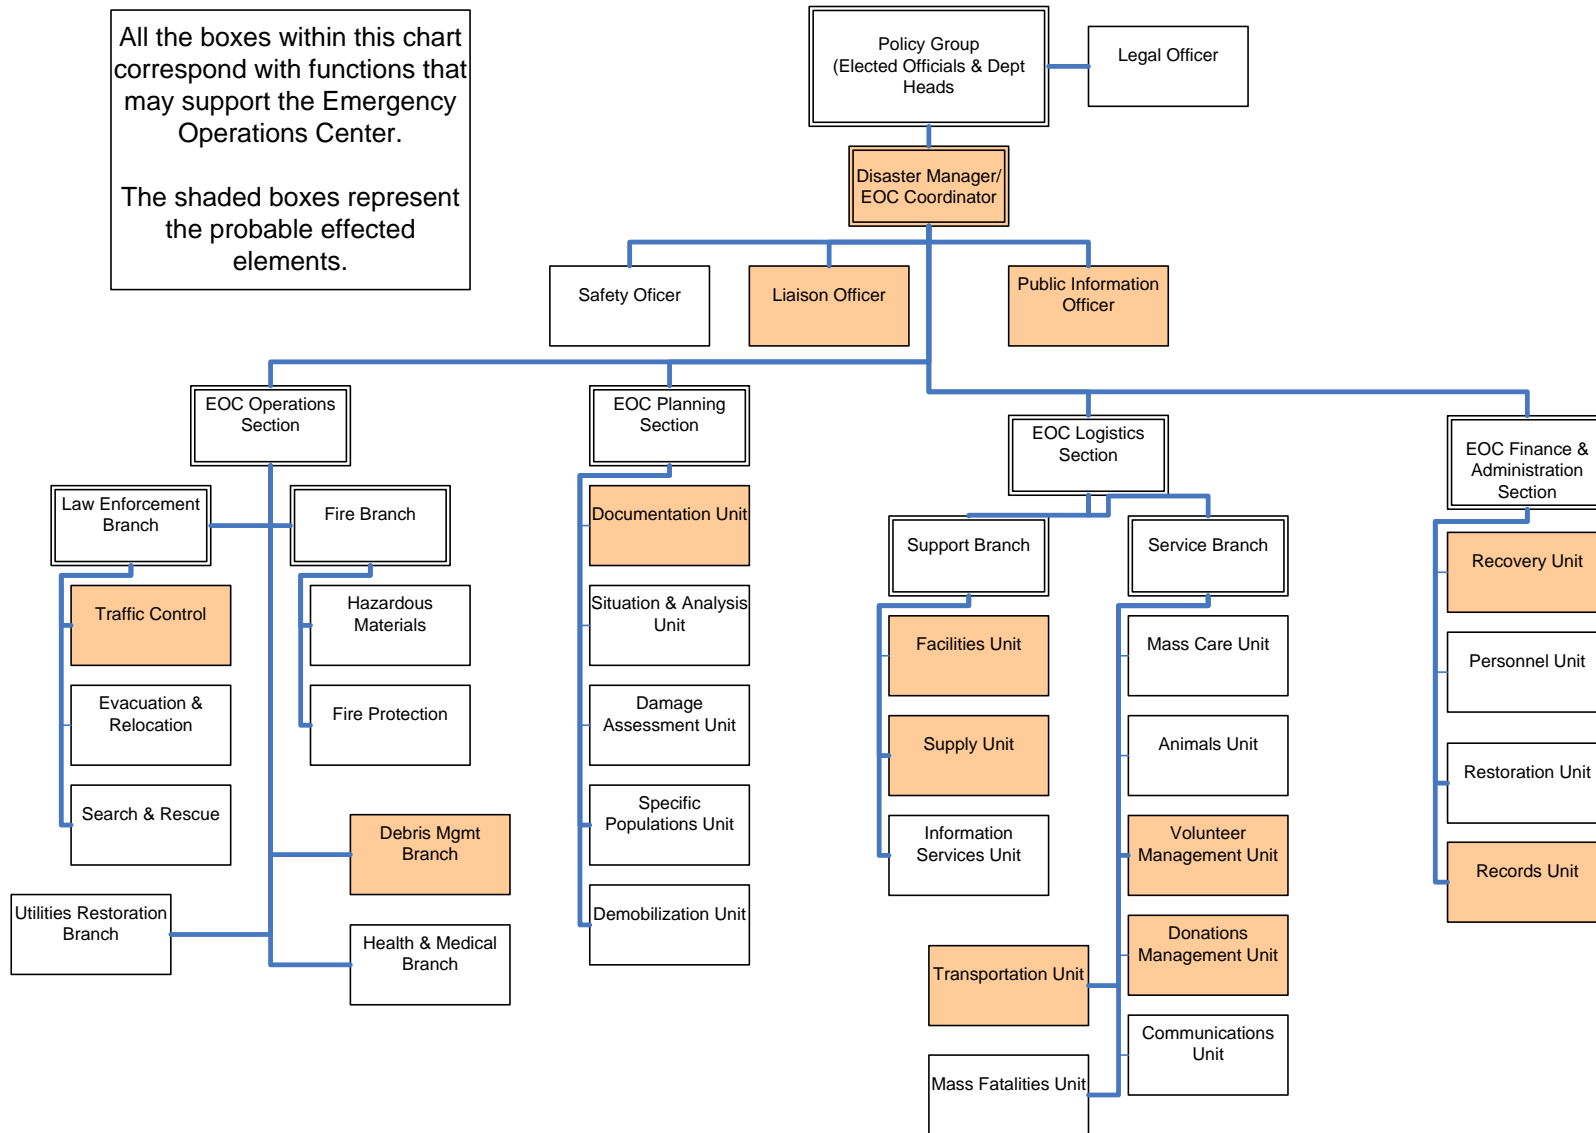 All the boxes within this chart
correspond with functions that
may support the Emergency
Operations Center.
The shaded boxes represent
the probable effected
elements.
Policy Group
(Elected Officials & Dept
Heads
Legal Officer
Disaster Manager/
EOC Coordinator
Safety Oficer
Liaison Officer
Public Information
Officer
EOC Operations
Section
EOC Planning
Section
EOC Logistics
Section
EOC Finance &
Administration
Section
Law Enforcement
Branch
Fire Branch
Traffic Control
Evacuation &
Relocation
Search & Rescue
Hazardous
Materials
Fire Protection
Debris Mgmt
Branch
Utilities Restoration
Branch
Health & Medical
Branch
Documentation Unit
Situation & Analysis
Unit
Damage
Assessment Unit
Specific
Populations Unit
Demobilization Unit
Support Branch
Service Branch
Facilities Unit
Supply Unit
Information
Services Unit
Mass Care Unit
Animals Unit
Volunteer
Management Unit
Donations
Management Unit
Transportation Unit
Communications
Unit
Mass Fatalities Unit
Recovery Unit
Personnel Unit
Restoration Unit
Records Unit